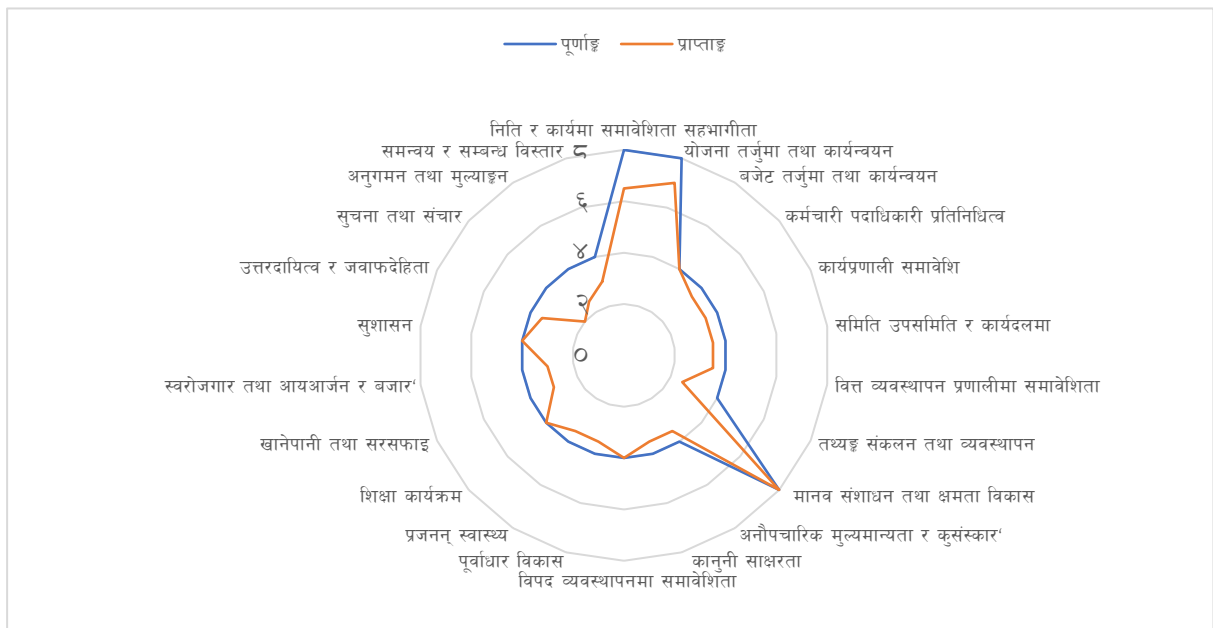 पूर्णाङ्क प्राप्ताङ्क
निति र कार्यमा समावेशिता सहभागीता
योजना तर्जुमा तथा कार्यन्वयन
बजेट तर्जुमा तथा कार्यन्वयन
कर्मचारी पदाधिकारी प्रतिनिधित्व
कार्यप्रणाली समावेशि
समिति उपसमिति र कार्यदलमा
वित्त व्यवस्थापन प्रणालीमा समावेशिता
तथ्यङ्क संकलन तथा व्यवस्थापन
मानव संशाधन तथा क्षमता विकास
अनौपचारिक मुल्यमान्यता र कुसंस्कार‘
कानुनी साक्षरता
विपद व्यवस्थापनमा समावेशिता
पूर्वाधार विकास
प्रजनन् स्वास्थ्य
शिक्षा कार्यक्रम
खानेपानी तथा सरसफाइ
स्वरोजगार तथा आयआर्जन र बजार‘
सुशासन
उत्तरदायित्व र जवाफदेहिता
सुचना तथा संचार
अनुगमन तथा मुल्याङ्कन
समन्वय र सम्बन्ध विस्तार
८
६
४
२
०